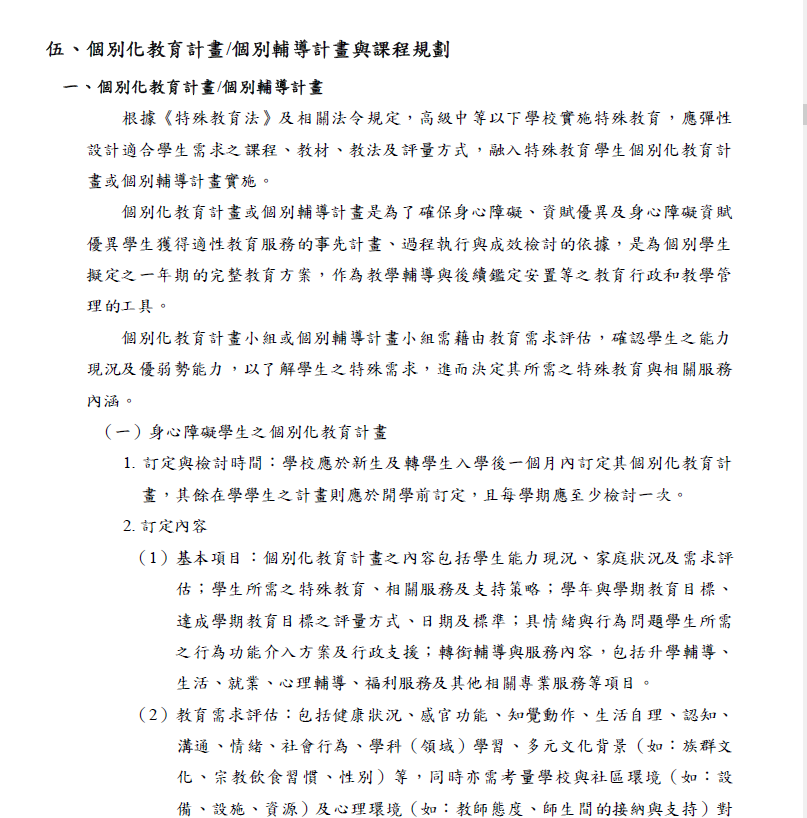 伍、個別化教育計畫/個別輔導計畫與課程規劃
一、個別化教育計畫/個別輔導計畫
根據《特殊教育法》及相關法令規定，高級中等以下學校實施特殊教育，應彈性
設計適合學生需求之課程、教材、教法及評量方式，融入特殊教育學生個別化教育計
畫或個別輔導計畫實施。
個別化教育計畫或個別輔導計畫是為了確保身心障礙、資賦優異及身心障礙資賦
優異學生獲得適性教育服務的事先計畫、過程執行與成效檢討的依據，是為個別學生
擬定之一年期的完整教育方案，作為教學輔導與後續鑑定安置等之教育行政和教學管
理的工具。
個別化教育計畫小組或個別輔導計畫小組需藉由教育需求評估，確認學生之能力
現況及優弱勢能力，以了解學生之特殊需求，進而決定其所需之特殊教育與相關服務
內涵。
（一）身心障礙學生之個別化教育計畫
1. 訂定與檢討時間：學校應於新生及轉學生入學後一個月內訂定其個別化教育計
畫，其餘在學學生之計畫則應於開學前訂定，且每學期應至少檢討一次。
2. 訂定內容
（1）基本項目：個別化教育計畫之內容包括學生能力現況、家庭狀況及需求評
估；學生所需之特殊教育、相關服務及支持策略；學年與學期教育目標、
達成學期教育目標之評量方式、日期及標準；具情緒與行為問題學生所需
之行為功能介入方案及行政支援；轉銜輔導與服務內容，包括升學輔導、
生活、就業、心理輔導、福利服務及其他相關專業服務等項目。
（2）教育需求評估：包括健康狀況、感官功能、知覺動作、生活自理、認知、
溝通、情緒、社會行為、學科（領域）學習、多元文化背景（如：族群文
化、宗教飲食習慣、性別）等，同時亦需考量學校與社區環境（如：設
備、設施、資源）及心理環境（如：教師態度、師生間的接納與支持）對